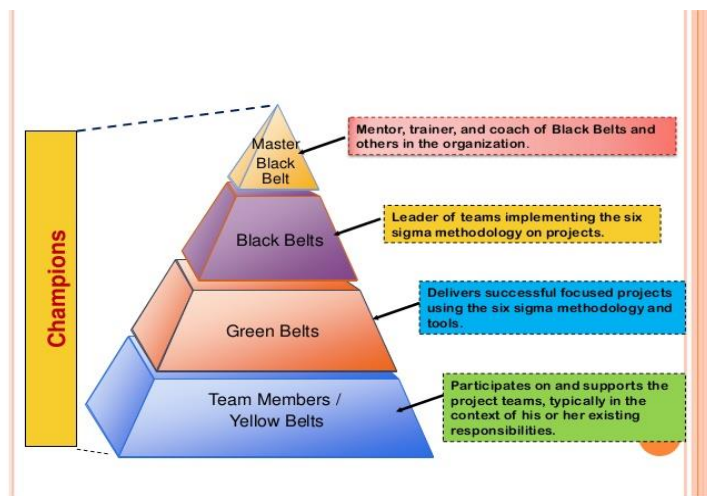 Champions
Master
Black
Belt
Mentor, trainer, and coach of Black Belts and
others in the organization.
Black Belts
Leader of teams implementing the six
sigma methodology on projects.
Green Belts
Delivers successful focused projects
using the six sigma methodology and
tools.
Team Members /
Yellow Belts
Participates on and supports the
project teams, typically in the
context of his or her existing
responsibilities.